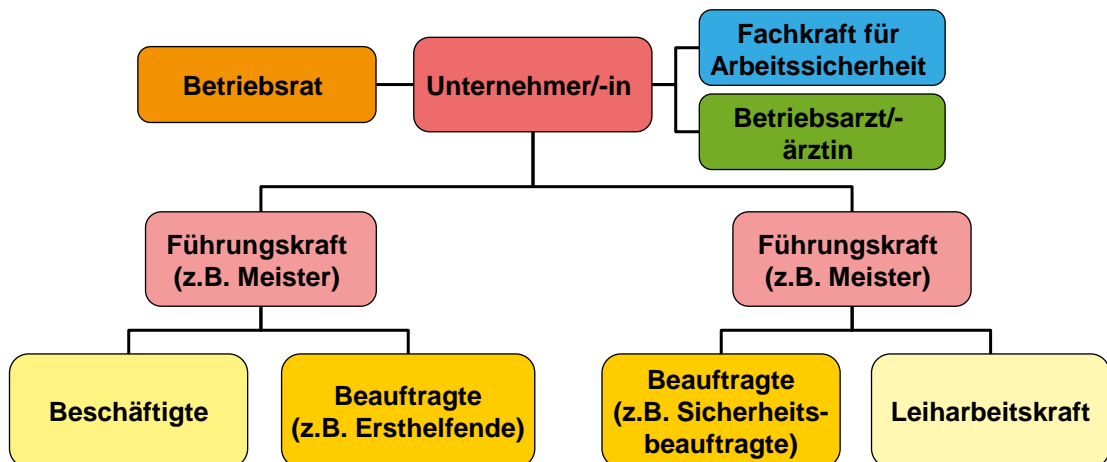 Betriebsrat
Unternehmer/-in
Fachkraft für
Arbeitssicherheit
Betriebsarzt/-
ärztin
Führungskraft
(z.B. Meister)
Führungskraft
(z.B. Meister)
Beschäftigte
Beauftragte
(z.B. Ersthelfende)
Beauftragte
(z.B. Sicherheits-
beauftragte)
Leiharbeitskraft